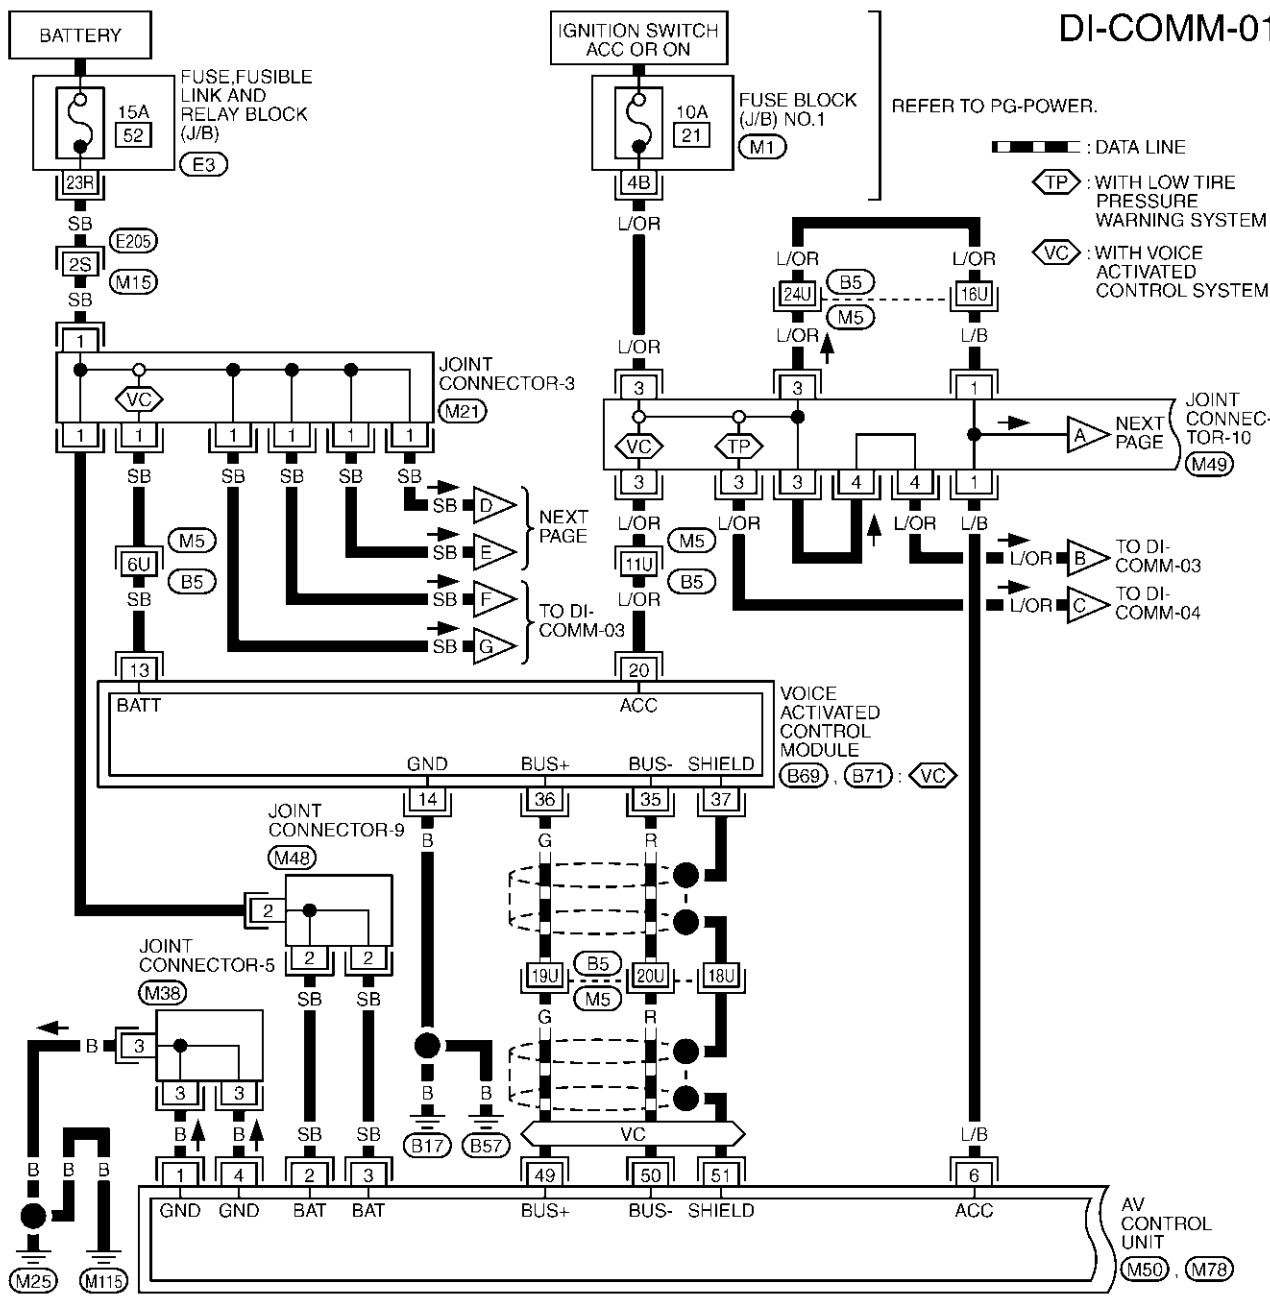 DI-COMM-01
BATTERY
IGNITION SWITCH
ACC OR ON
FUSE,FUSIBLE
LINK AND
RELAY BLOCK
(J/B)
E3
15A
52
10A
21
FUSE BLOCK
(J/B) NO.1
M1
REFER TO PG-POWER.
: DATA LINE
TP : WITH LOW TIRE
PRESSURE
WARNING SYSTEM
VC : WITH VOICE
ACTIVATED
CONTROL SYSTEM
23R
4B
SB
L/OR
E205
2S
M15
SB
L/OR
L/OR
24U
B5
16U
M5
L/OR
L/OR
L/B
1
3
3
1
JOINT
CONNECTOR-3
M21
VC
VC
TP
A
NEXT
PAGE
JOINT
CONNEC-
TOR-10
M49
1
1
1
1
1
1
3
3
3
4
4
1
SB
SB
SB
SB
SB
L/OR
L/OR
L/OR
L/B
SB
D
SB
E
NEXT
PAGE
SB
F
SB
G
TO DI-
COMM-03
M5
6U
B5
SB
M5
11U
B5
L/OR
L/OR
B
TO DI-
COMM-03
L/OR
C
TO DI-
COMM-04
13
20
BATT
ACC
VOICE
ACTIVATED
CONTROL
MODULE
B69 , B71 : VC
GND
BUS+
BUS-
SHIELD
14
36
35
37
B
G
R
JOINT
CONNECTOR-9
M48
2
2
2
SB
SB
JOINT
CONNECTOR-5
M38
B
3
3
3
19U
B5
20U
18U
M5
G
R
B
B
B17
B57
VC
B
B
SB
SB
L/B
B
B
B
1
4
2
3
49
50
51
6
GND
GND
BAT
BAT
BUS+
BUS-
SHIELD
ACC
AV
CONTROL
UNIT
M50 , M78
M25
M115